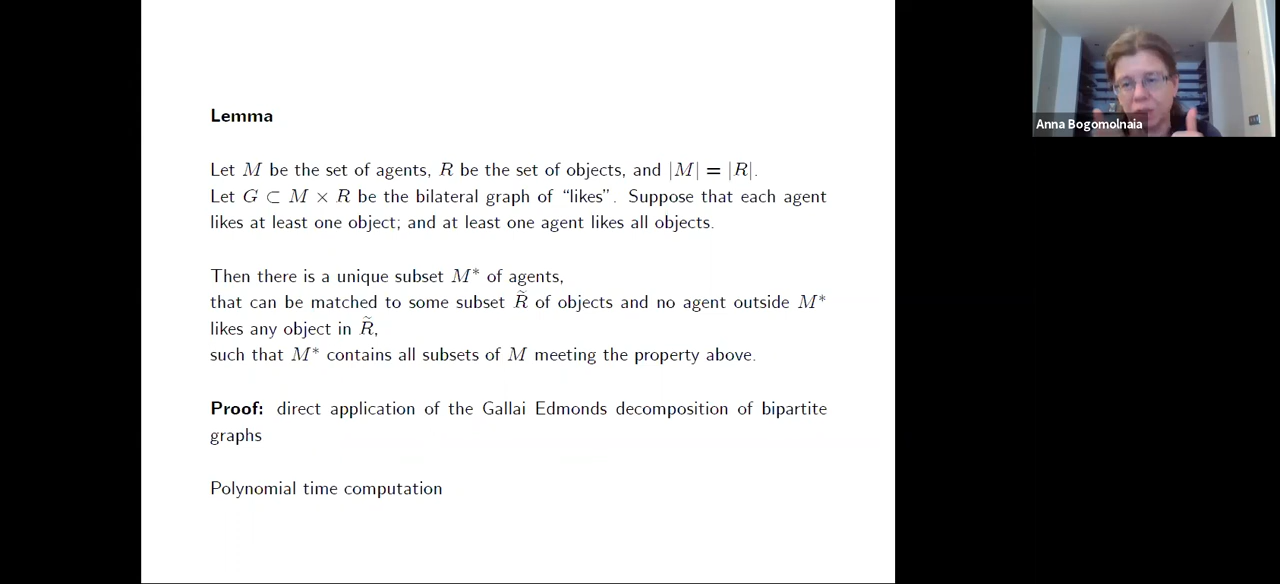 Lemma
Let M be the set of agents, R be the set of objects, and |M| = |R|.
Let G ⊂ M × R be the bilateral graph of “likes”. Suppose that each agent
likes at least one object; and at least one agent likes all objects.
Then there is a unique subset M* of agents,
that can be matched to some subset R̃ of objects and no agent outside M*
likes any object in R̃,
such that M* contains all subsets of M meeting the property above.
Proof: direct application of the Gallai Edmonds decomposition of bipartite
graphs
Polynomial time computation
Anna Bogomolnaia